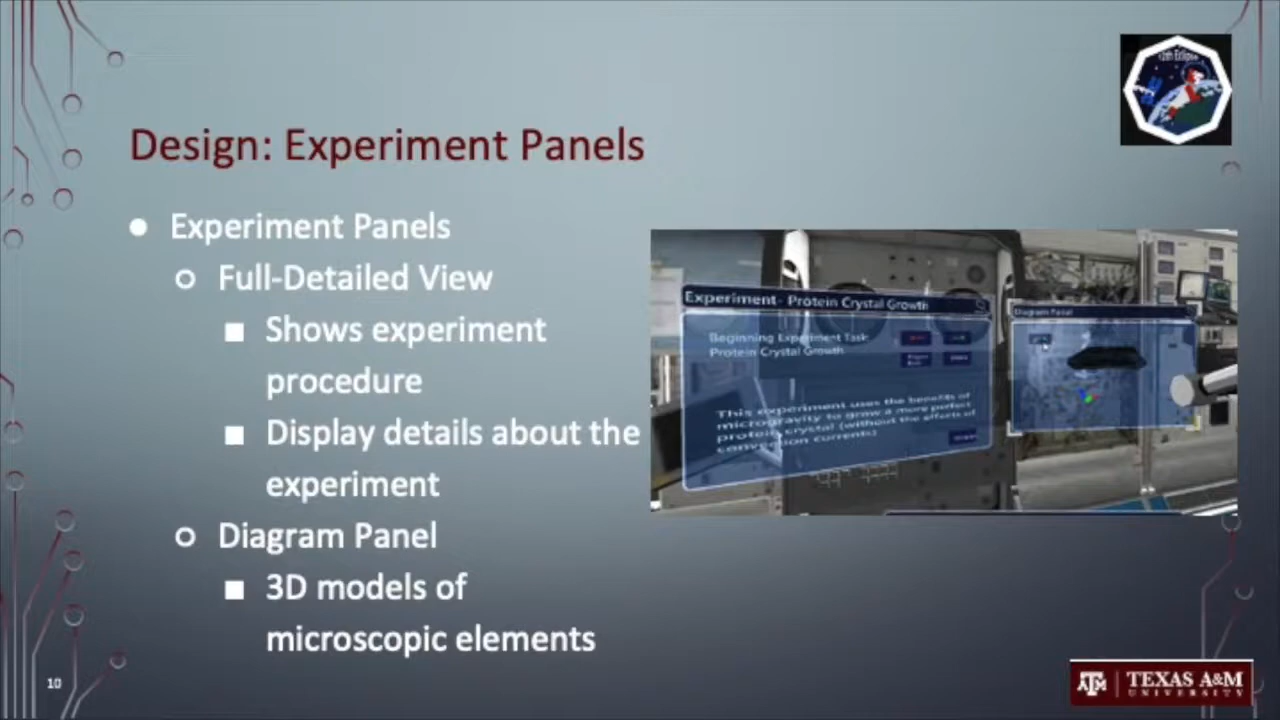 12th Eclipse
Design: Experiment Panels
Experiment Panels
Full-Detailed View
Shows experiment
procedure
Display details about the
experiment
Diagram Panel
3D models of
microscopic elements
Experiment- Protein Crystal Growth
Beginning Experiment Task:
Protein Crystal Growth
This experiment uses the benefits of
microgravity to grow a more perfect
protein crystal (without the effects of
convection currents)
Diagram Panel
10
ATM
TEXAS A&M
UNIVERSITY